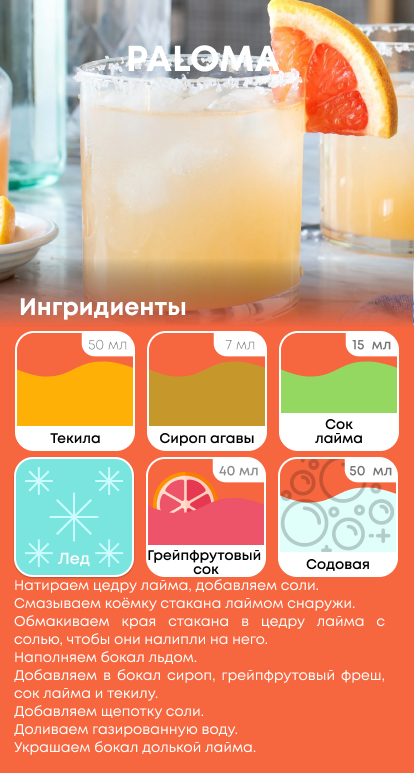 PALOMA
Ингридиенты
50 мл
7 мл
15 мл
Текила
Сироп агавы
Сок
лайма
40 мл
50 мл
Лед
Грейпфрутовый
сок
Содовая
Натираем цедру лайма, добавляем соли.
Смазываем коёмку стакана лаймом снаружи.
Обмакиваем края стакана в цедру лайма с
солью, чтобы они налипли на него.
Наполняем бокал льдом.
Добавляем в бокал сироп, грейпфрутовый фреш,
сок лайма и текилу.
Добавляем щепотку соли.
Доливаем газированную воду.
Украшаем бокал долькой лайма.